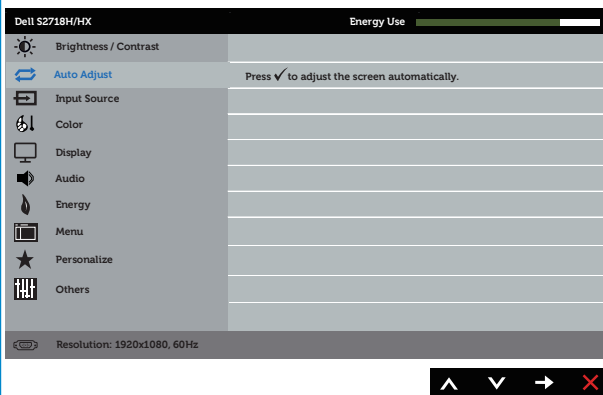 Dell S2718H/HX Energy Use
Brightness / Contrast
Auto Adjust Press ✓ to adjust the screen automatically.
Input Source
Color
Display
Audio
Energy
Menu
Personalize
Others
Resolution: 1920x1080, 60Hz